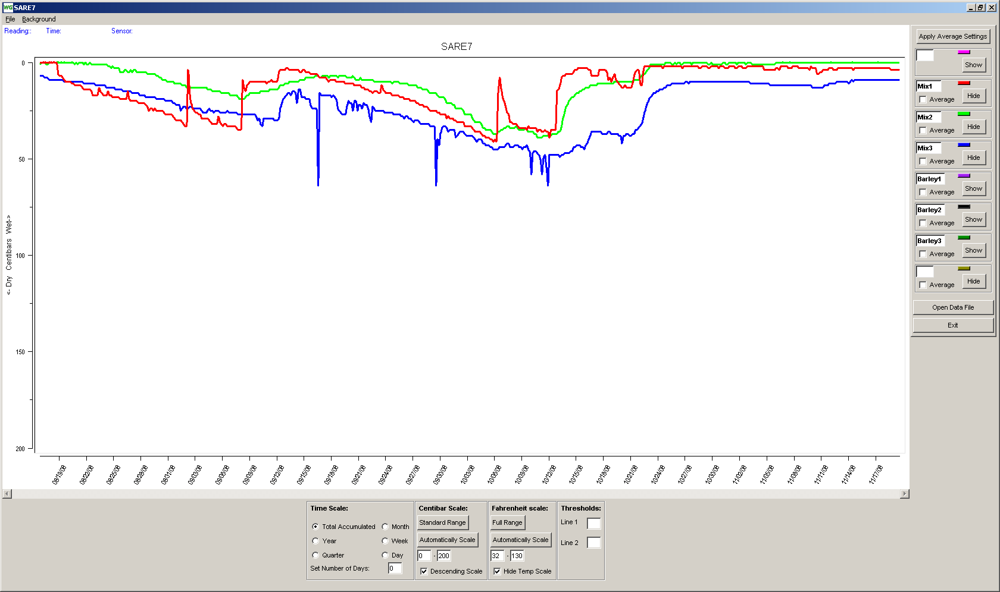 WG SARE7
File Background
Reading:: Time: Sensor:
SARE7
0
50
100
150
200
<- Dry Centibars Wet->
08/19/08 08/22/08 08/25/08 08/28/08 08/31/08 09/03/08 09/06/08 09/09/08 09/12/08 09/15/08 09/18/08 09/21/08 09/24/08 09/27/08 09/30/08 10/03/08 10/06/08 10/09/08 10/12/08 10/15/08 10/18/08 10/21/08 10/24/08 10/27/08 10/30/08 11/02/08 11/05/08 11/08/08 11/11/08 11/14/08 11/17/08
Apply Average Settings
Show
Mix1
Average Hide
Mix2
Average Hide
Mix3
Average Hide
Barley1
Average Show
Barley2
Average Show
Barley3
Average Show
Average Hide
Open Data File
Exit
Time Scale:
Total Accumulated Month
Year Week
Quarter Day
Set Number of Days: 0
Centibar Scale:
Standard Range
Automatically Scale
0 - 200
Descending Scale
Fahrenheit scale:
Full Range
Automatically Scale
32 - 130
Hide Temp Scale
Thresholds:
Line 1
Line 2